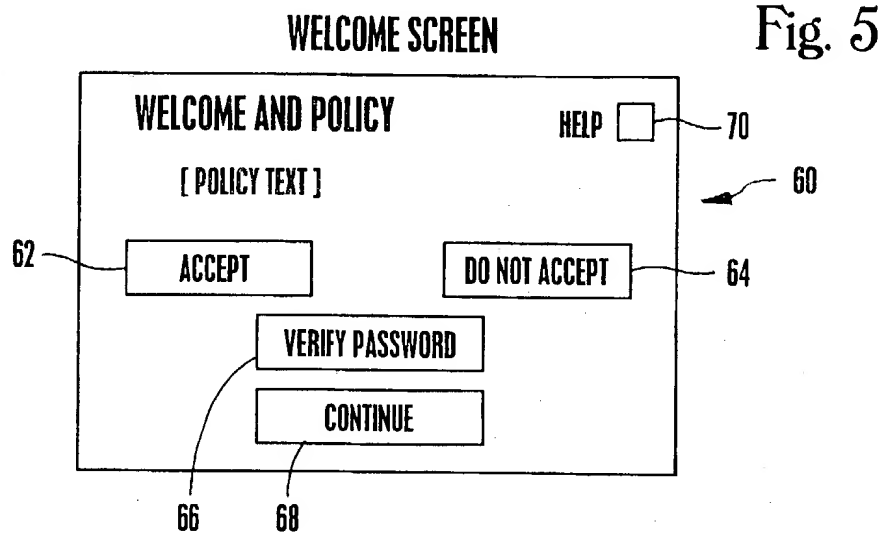 WELCOME SCREEN
Fig. 5
WELCOME AND POLICY
HELP
70
[ POLICY TEXT ]
60
62
ACCEPT
DO NOT ACCEPT
64
VERIFY PASSWORD
CONTINUE
66
68